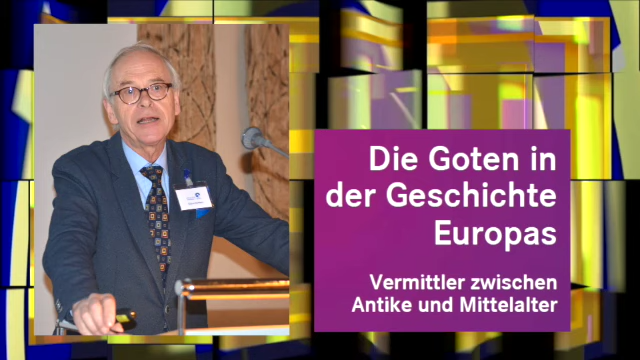 Die Goten in
der Geschichte
Europas
Vermittler zwischen
Antike und Mittelalter